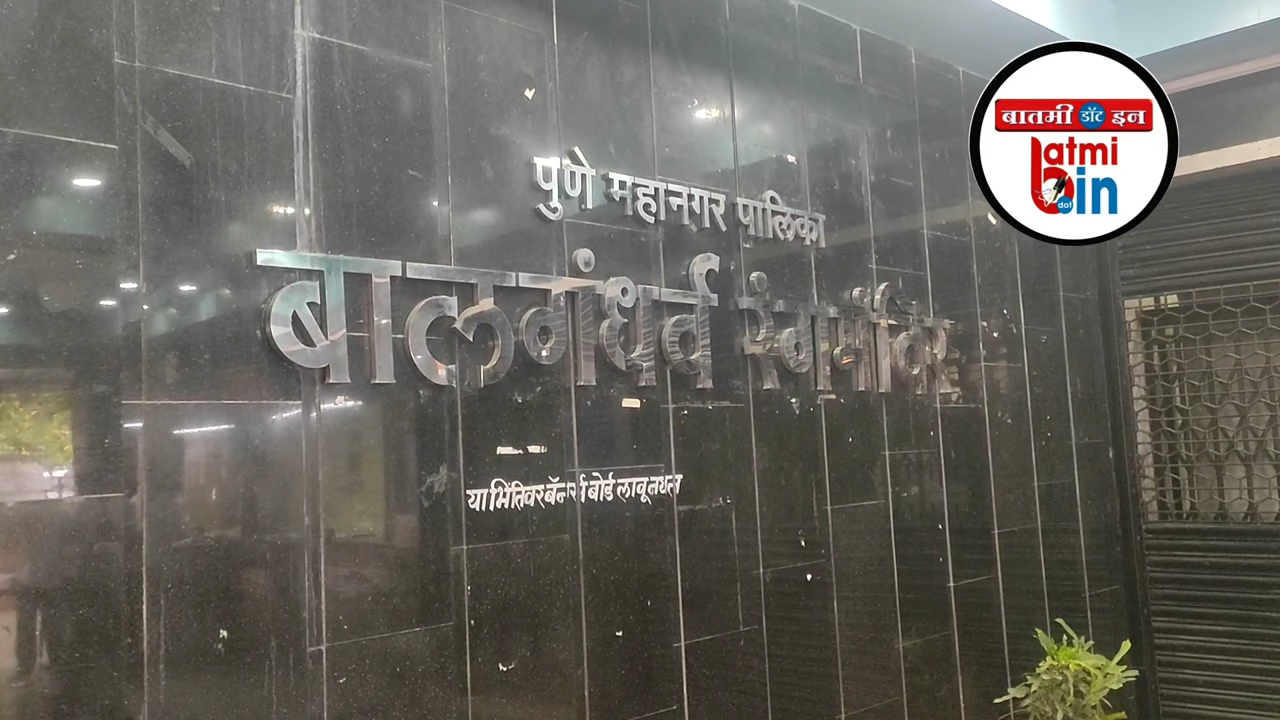 पुणे महानगर पालिका
बालगंधर्व रंगमंदिर
या भिंतिवर बॅनर्स बोर्ड लावू नयेत
बातमी डॉट इन
batmi
dot in